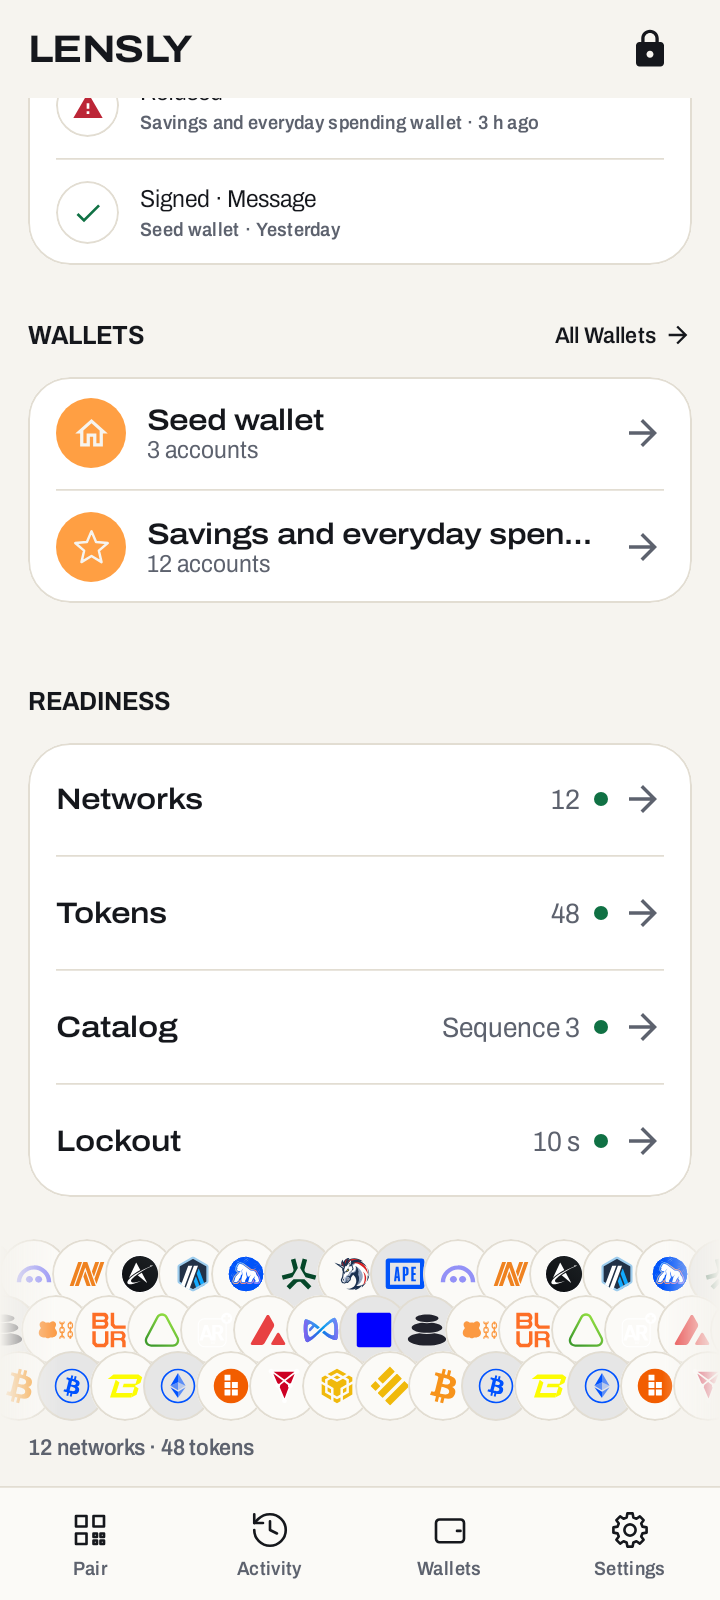 LENSLY
Savings and everyday spending wallet · 3 h ago
Signed · Message
Seed wallet · Yesterday
WALLETS
All Wallets
Seed wallet
3 accounts
Savings and everyday spen...
12 accounts
READINESS
Networks
12
Tokens
48
Catalog
Sequence 3
Lockout
10 s
APE
BL
UR
BL
UR
12 networks · 48 tokens
Pair
Activity
Wallets
Settings